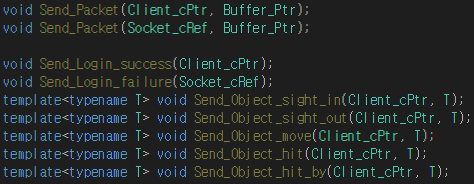 void Send_Packet(Client_cPtr, Buffer_Ptr);
void Send_Packet(Socket_cRef, Buffer_Ptr);
void Send_Login_success(Client_cPtr);
void Send_Login_failure(Socket_cRef);
template<typename T> void Send_Object_sight_in(Client_cPtr, T);
template<typename T> void Send_Object_sight_out(Client_cPtr, T);
template<typename T> void Send_Object_move(Client_cPtr, T);
template<typename T> void Send_Object_hit(Client_cPtr, T);
template<typename T> void Send_Object_hit_by(Client_cPtr, T);